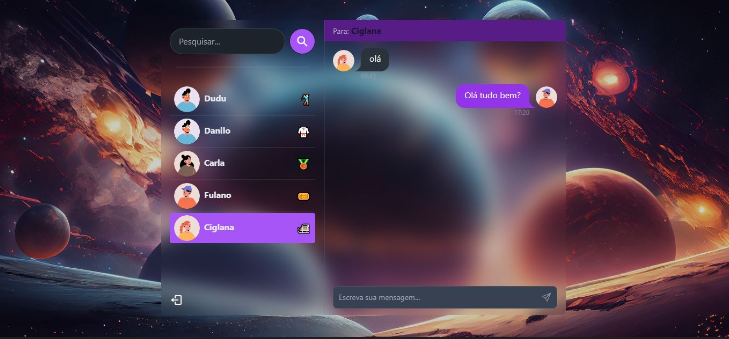 Pesquisar...
Dudu
Danilo
Carla
Fulano
Ciglana
Para: Ciglana
olá
Olá tudo bem?
17:20
Escreva sua mensagem...